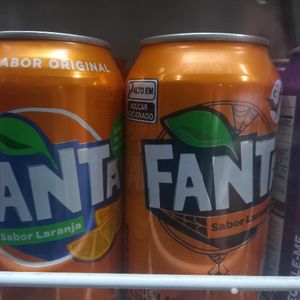 SABOR ORIGINAL
FANTA
Sabor Laranja
ALTO EM
AÇÚCAR
ADICIONADO
FANTA
Sabor Laranja